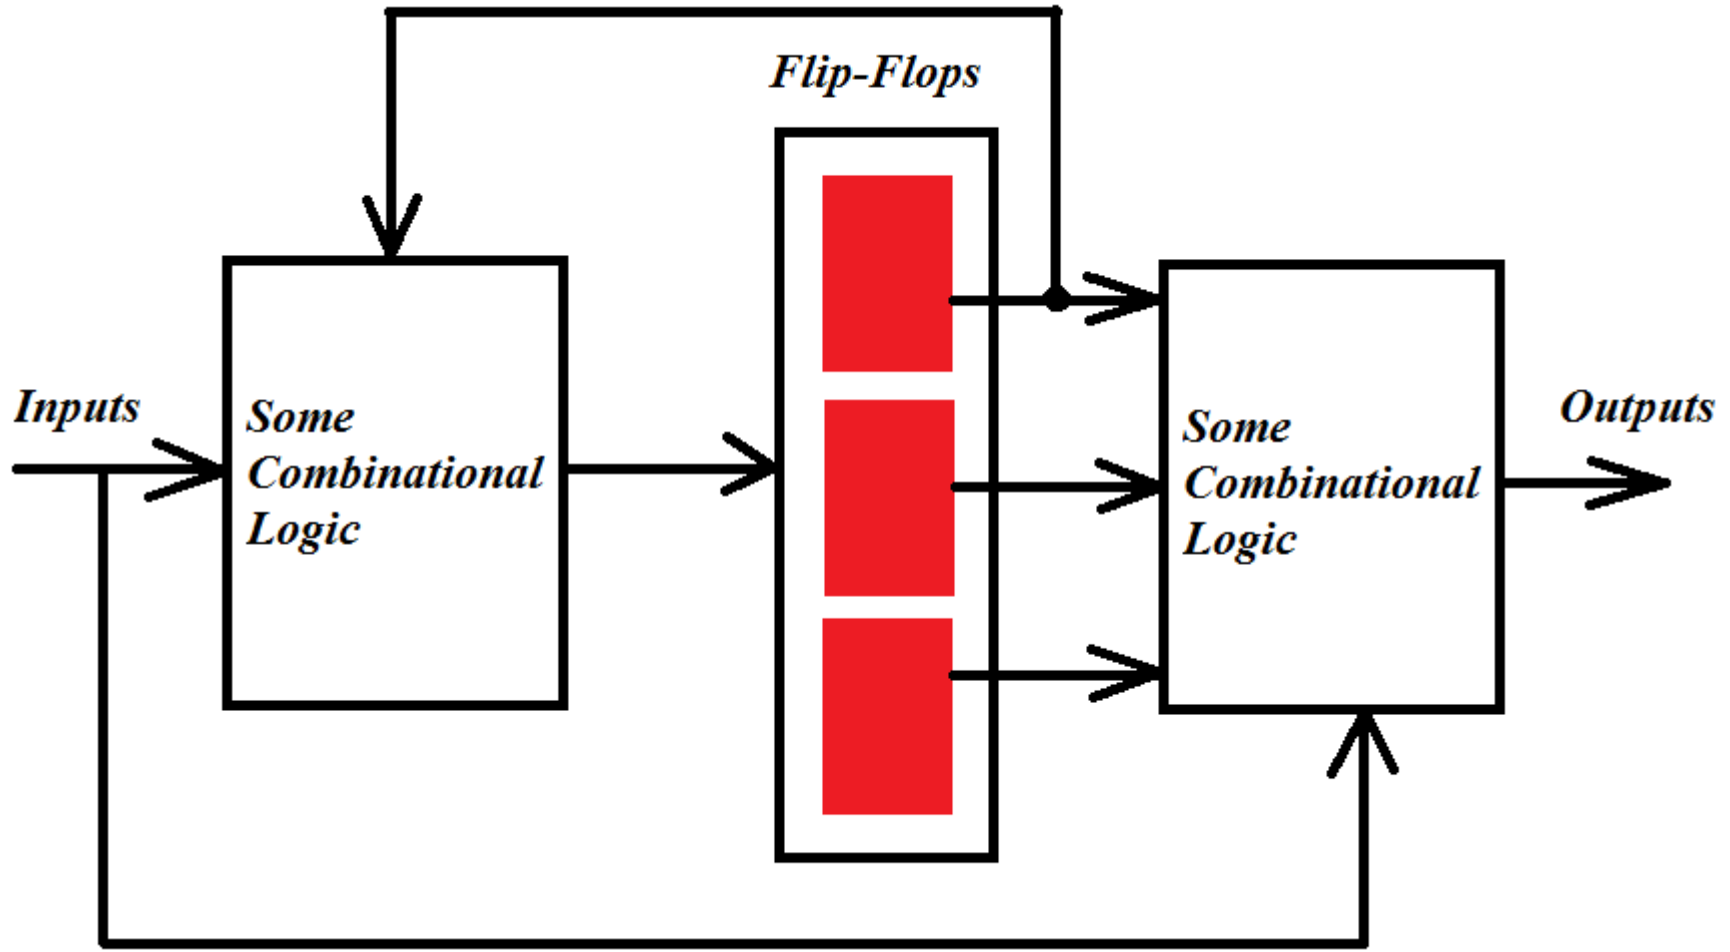 Flip-Flops
Inputs
Some
Combinational
Logic
Some
Combinational
Logic
Outputs